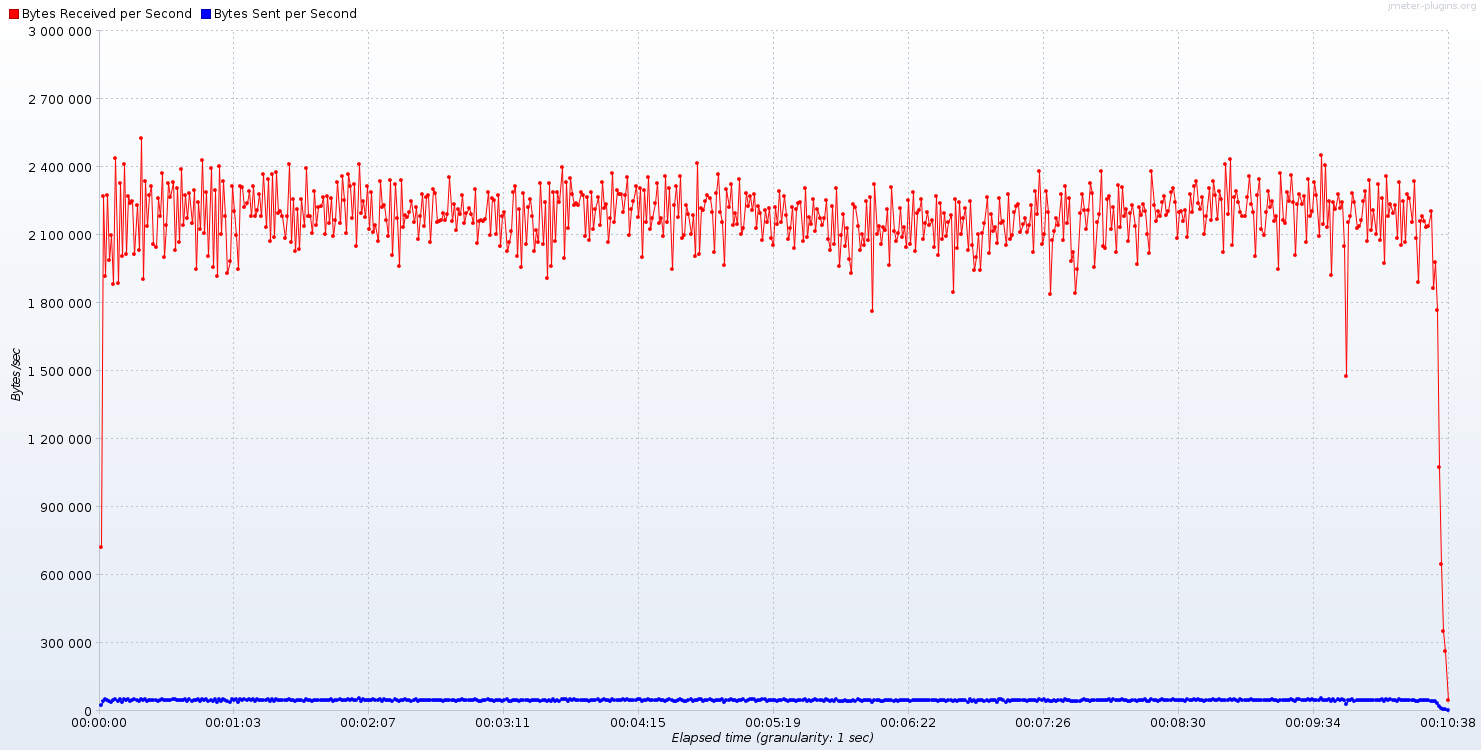 jmeter-plugins.org
Bytes Received per Second Bytes Sent per Second
3 000 000
2 700 000
2 400 000
2 100 000
1 800 000
1 500 000
1 200 000
900 000
600 000
300 000
0
Bytes /sec
00:00:00 00:01:03 00:02:07 00:03:11 00:04:15 00:05:19 00:06:22 00:07:26 00:08:30 00:09:34 00:10:38
Elapsed time (granularity: 1 sec)